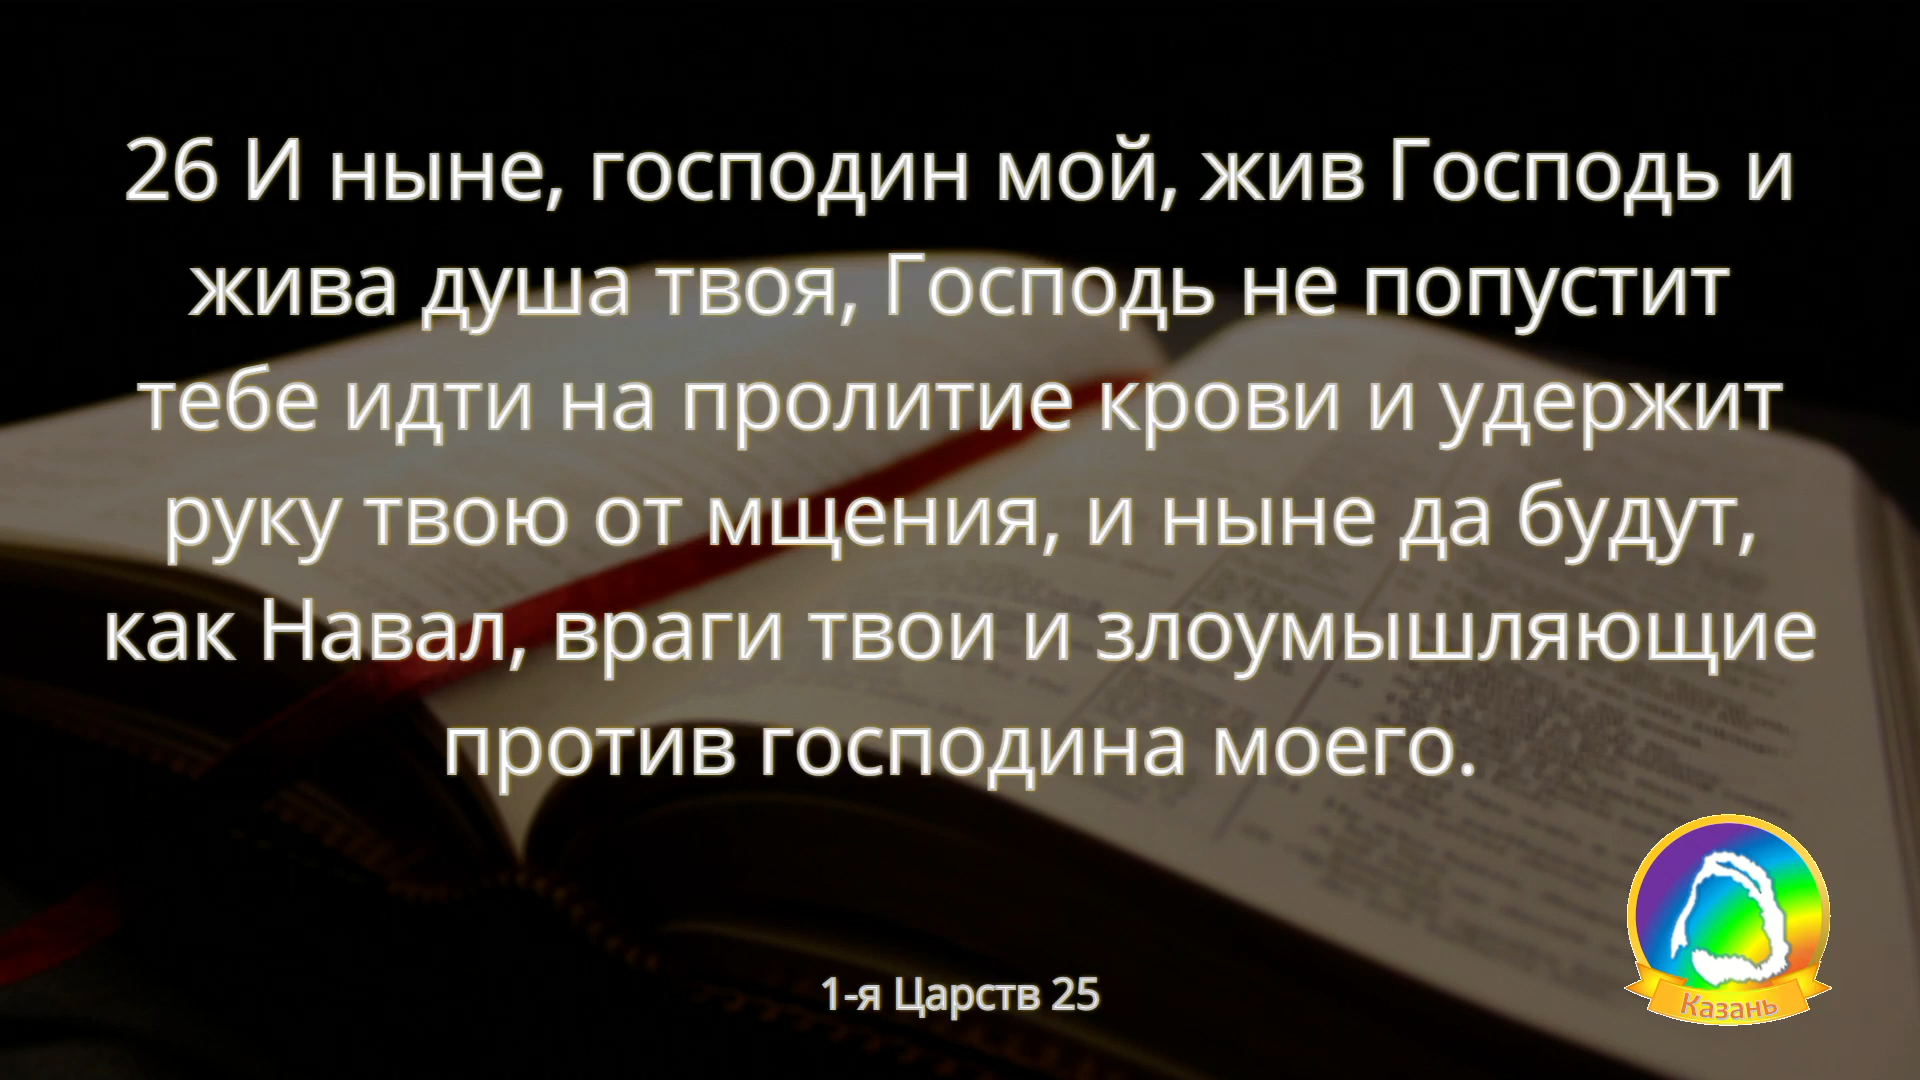 26 И ныне, господин мой, жив Господь и
жива душа твоя, Господь не попустит
тебе идти на пролитие крови и удержит
руку твою от мщения, и ныне да будут,
как Навал, враги твои и злоумышляющие
против господина моего.
1-я Царств 25
Казань